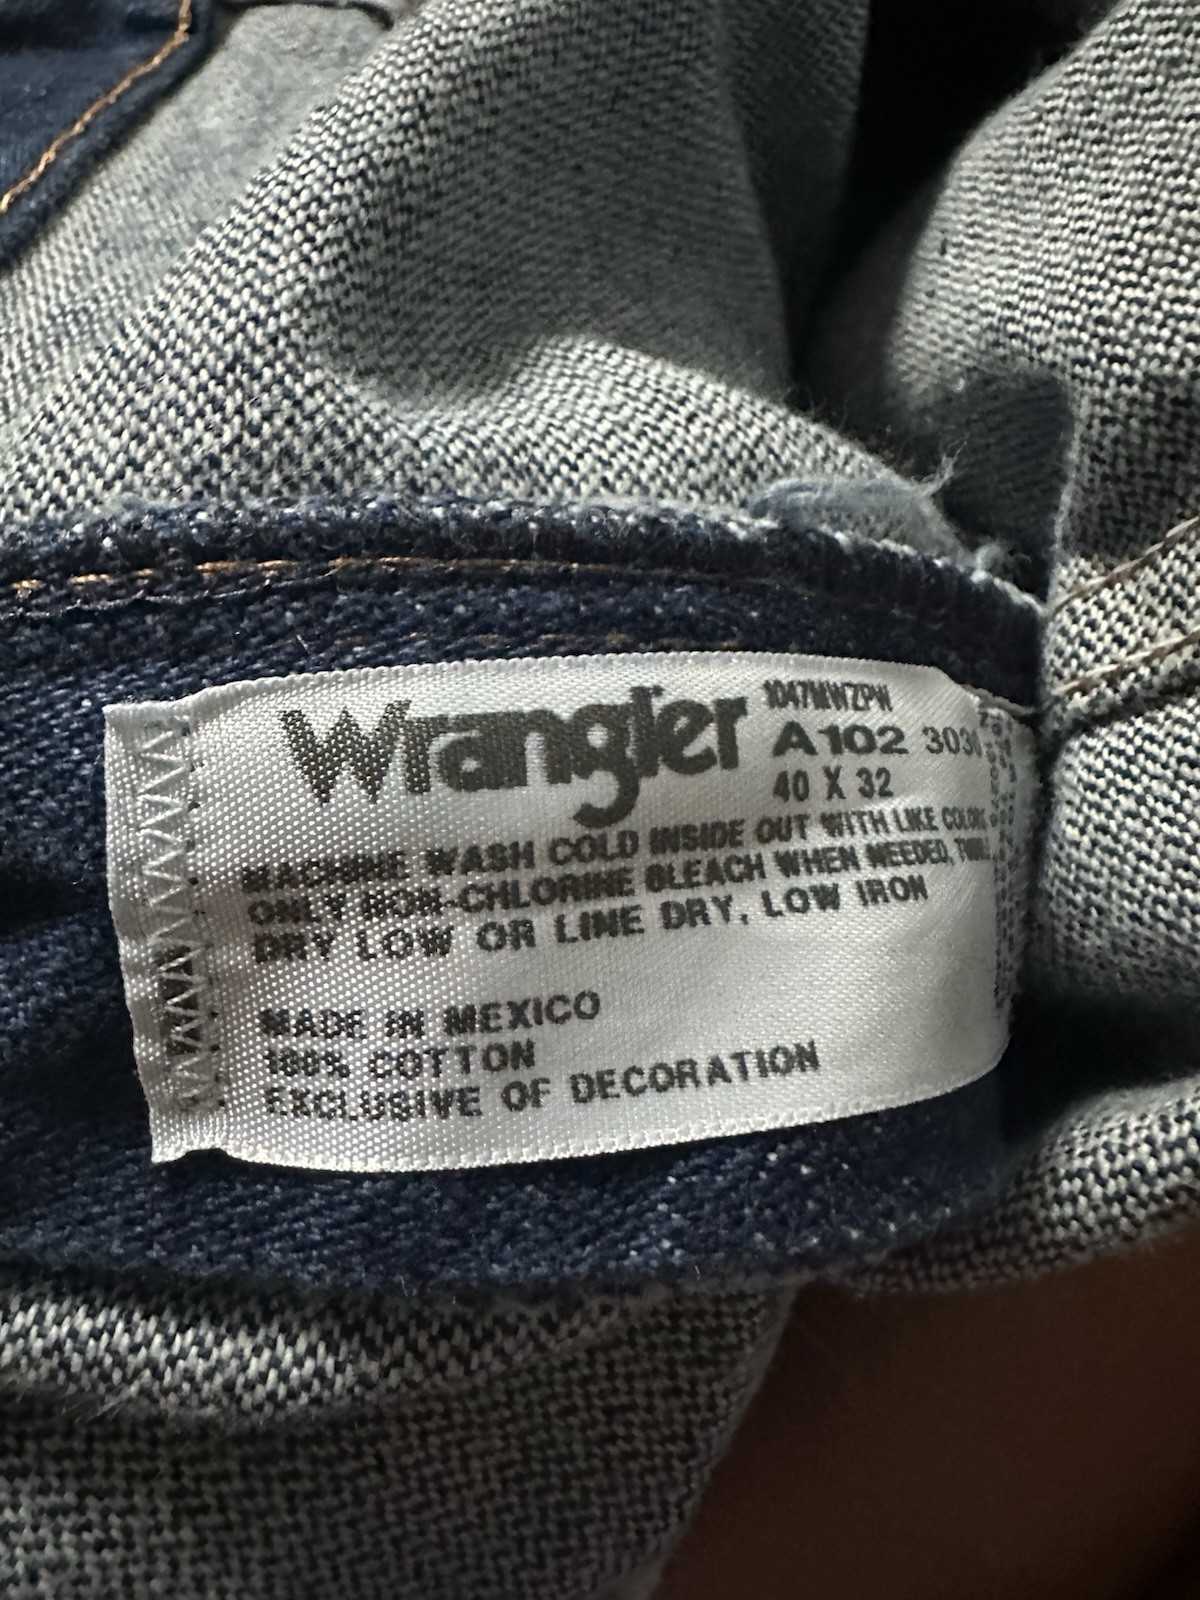 Wrangler
1047MWZPW
A102 3030
40 X 32
MACHINE WASH COLD INSIDE OUT WITH LIKE COLORS
ONLY NON-CHLORINE BLEACH WHEN NEEDED,
DRY LOW OR LINE DRY, LOW IRON
MADE IN MEXICO
100% COTTON
EXCLUSIVE OF DECORATION